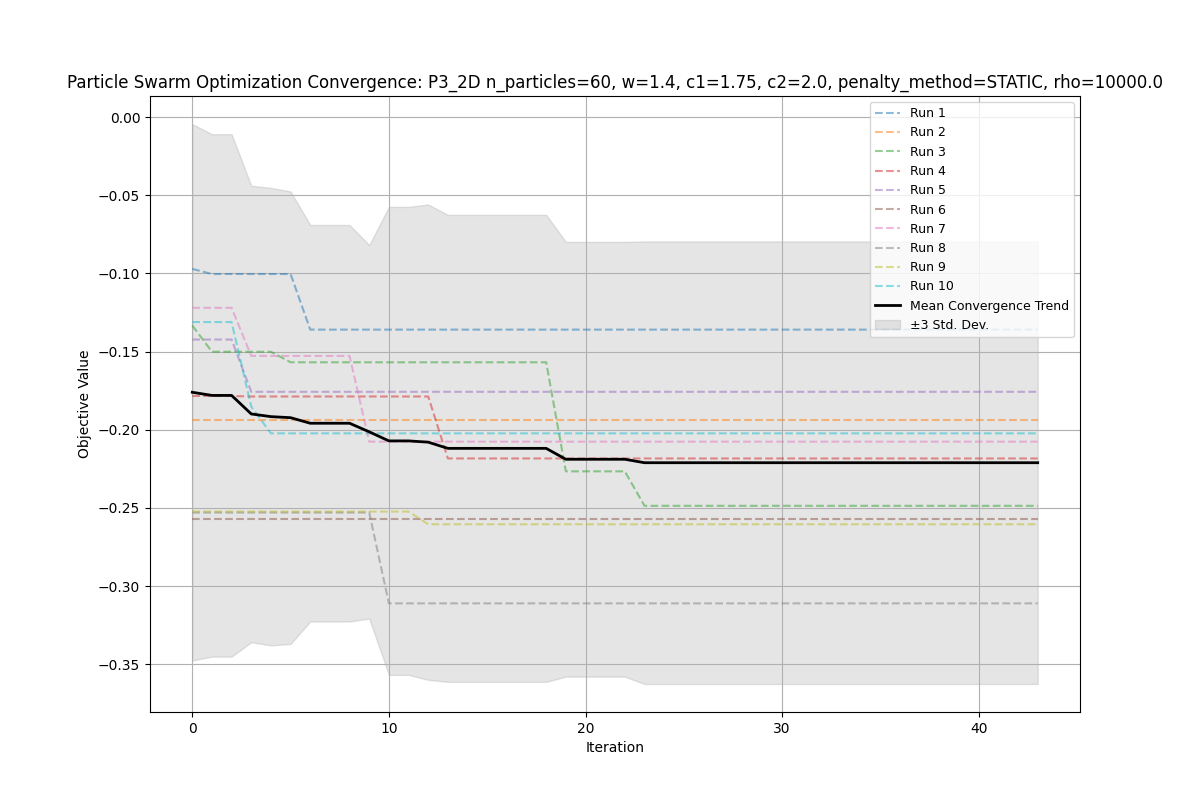 Particle Swarm Optimization Convergence: P3_2D n_particles=60, w=1.4, c1=1.75, c2=2.0, penalty_method=STATIC, rho=10000.0
Objective Value
0.00
−0.05
−0.10
−0.15
−0.20
−0.25
−0.30
−0.35
Run 1
Run 2
Run 3
Run 4
Run 5
Run 6
Run 7
Run 8
Run 9
Run 10
Mean Convergence Trend
±3 Std. Dev.
0
10
20
30
40
Iteration